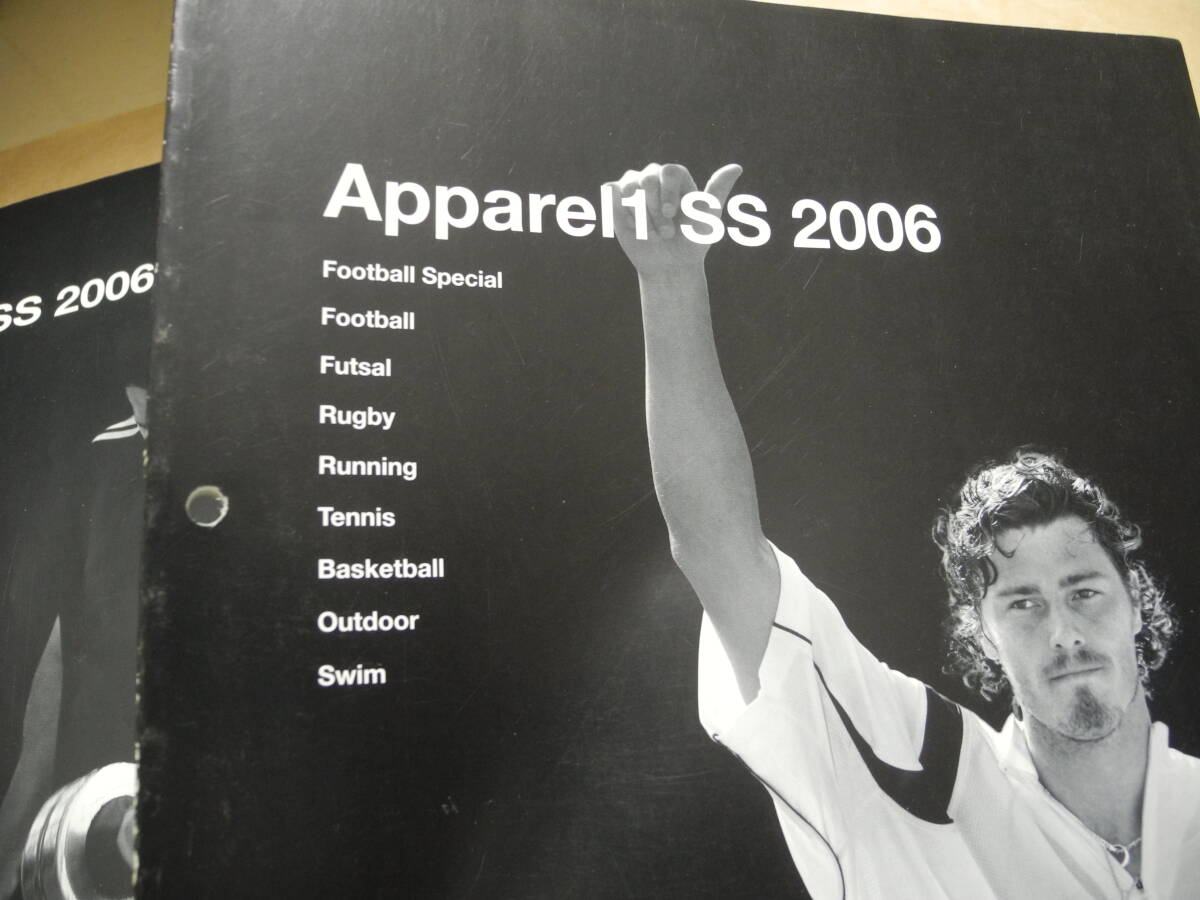 Apparel1 SS 2006
Football Special
Football
Futsal
Rugby
Running
Tennis
Basketball
Outdoor
Swim
SS 2006